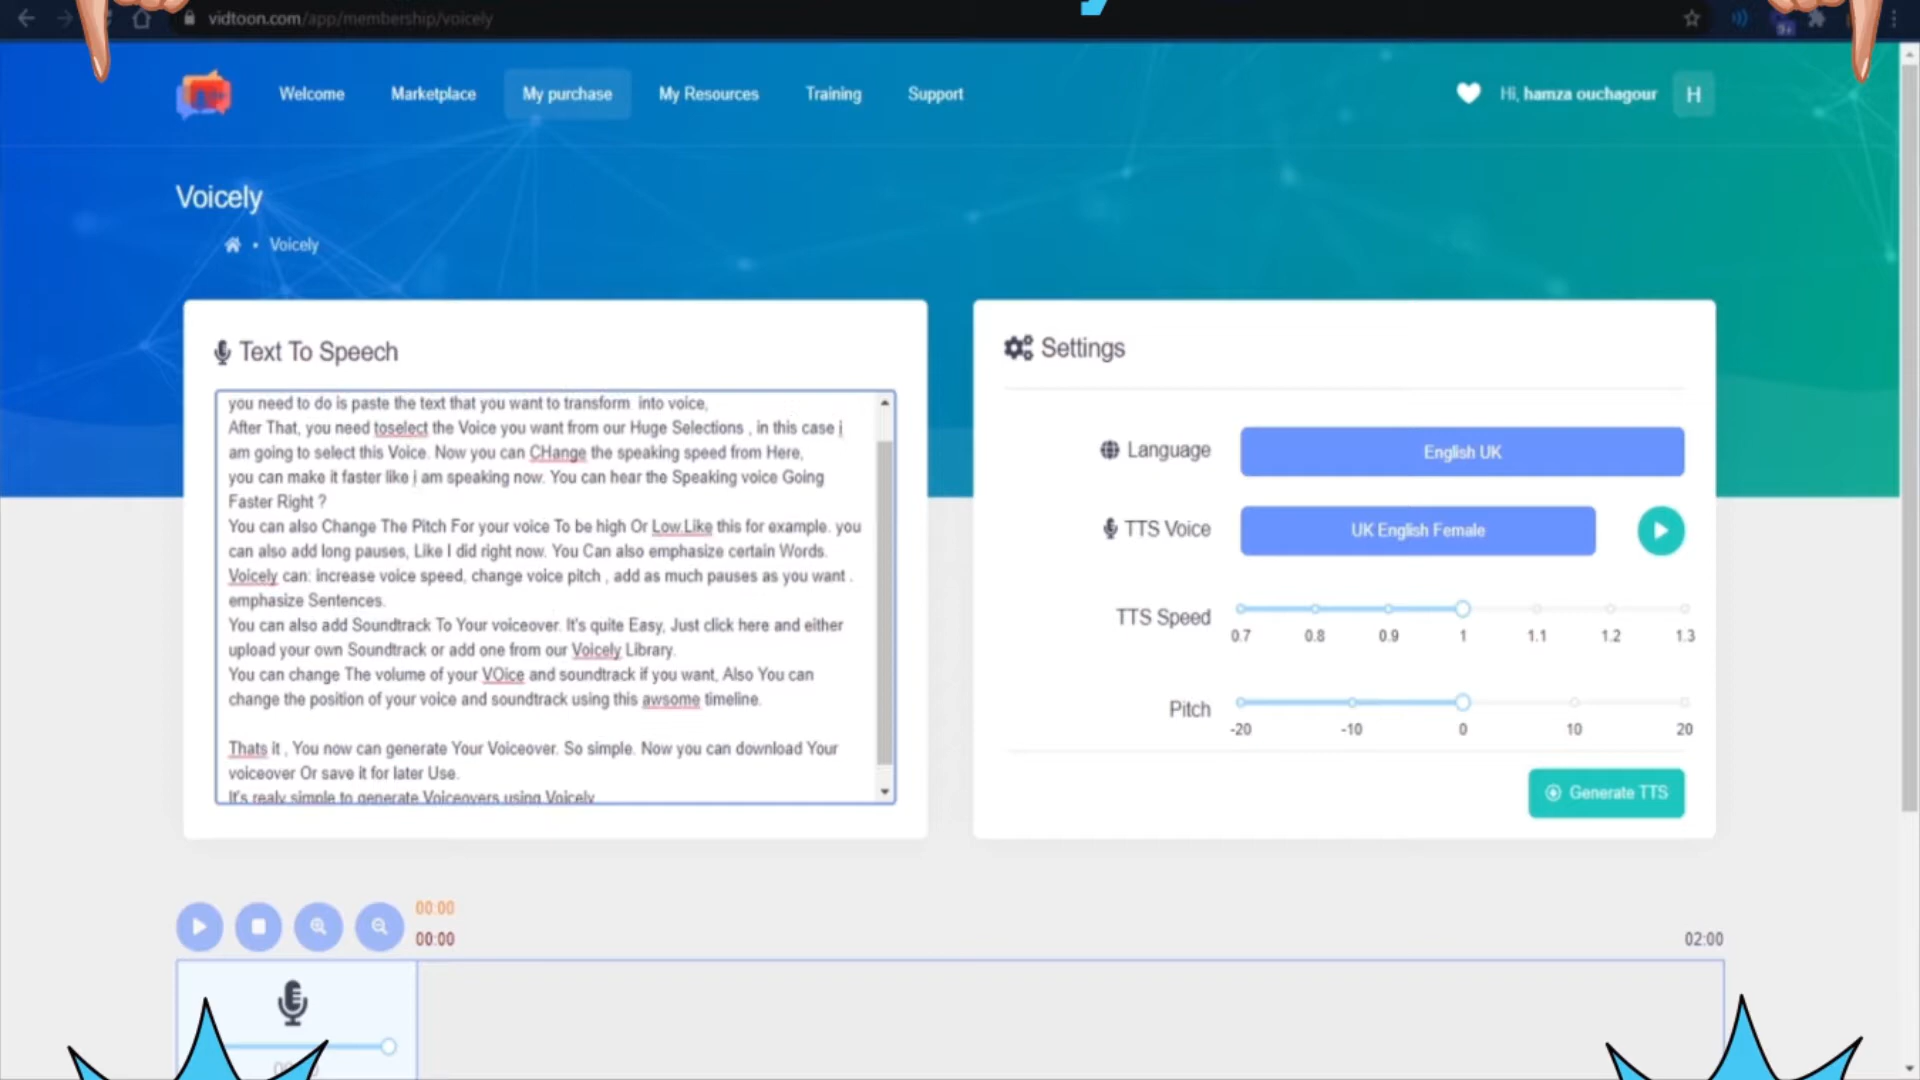 vidtoon.com/app/membership/voicely
9+
Welcome
Marketplace
My purchase
My Resources
Training
Support
Hi, hamza ouchagour
H
Voicely
• Voicely
Text To Speech
you need to do is paste the text that you want to transform  into voice,
After That, you need toselect the Voice you want from our Huge Selections , in this case i
am going to select this Voice. Now you can CHange the speaking speed from Here,
you can make it faster like i am speaking now. You can hear the Speaking voice Going
Faster Right ?
You can also Change The Pitch For your voice To be high Or Low.Like this for example. you
can also add long pauses, Like I did right now. You Can also emphasize certain Words.
Voicely can: increase voice speed, change voice pitch , add as much pauses as you want .
emphasize Sentences.
You can also add Soundtrack To Your voiceover. It's quite Easy, Just click here and either
upload your own Soundtrack or add one from our Voicely Library.
You can change The volume of your VOice and soundtrack if you want, Also You can
change the position of your voice and soundtrack using this awsome timeline.
Thats it , You now can generate Your Voiceover. So simple. Now you can download Your
voiceover Or save it for later Use.
It's realy simple to generate Voiceovers using Voicely
Settings
Language
English UK
TTS Voice
UK English Female
TTS Speed
0.7 0.8 0.9 1 1.1 1.2 1.3
Pitch
-20 -10 0 10 20
Generate TTS
00:00
00:00
02:00